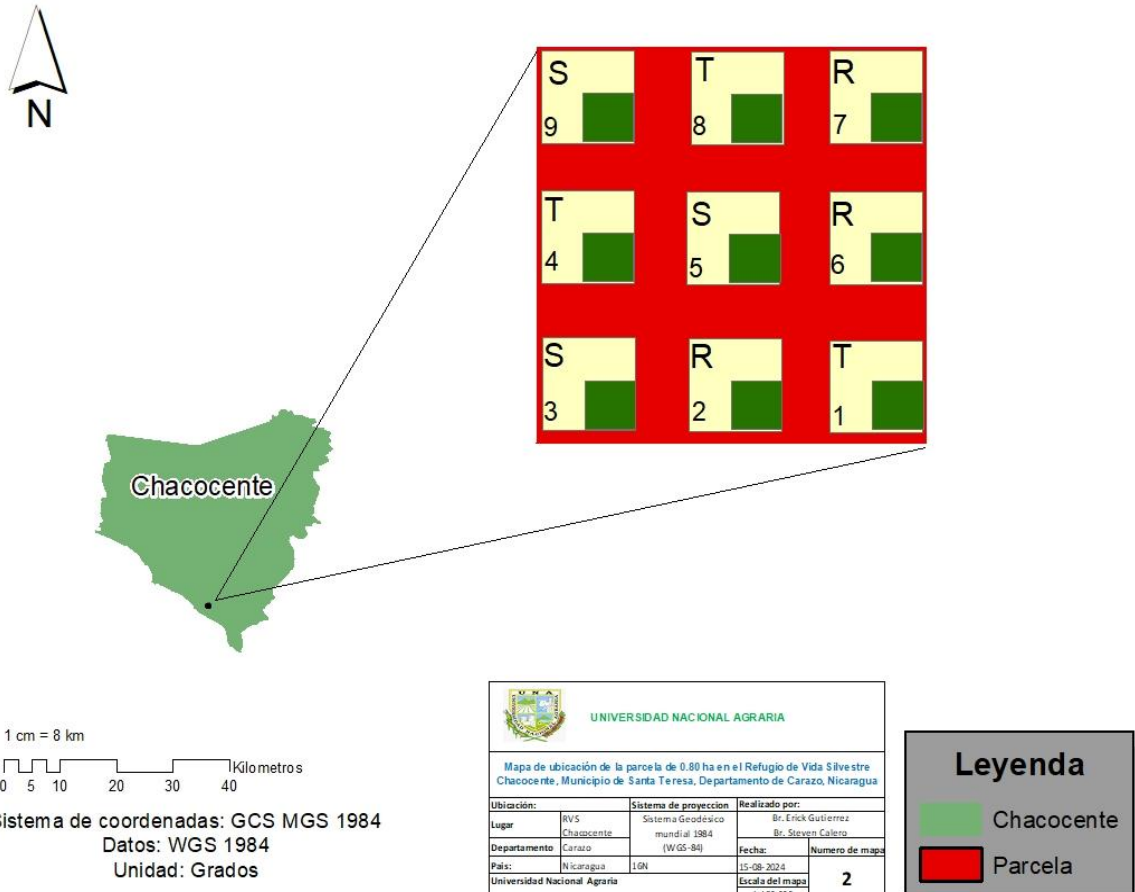 N
S
T
R
9
8
7
T
S
R
4
5
6
S
R
T
3
2
1
Chacocente
1 cm = 8 km
0 5 10 20 30 40
Kilometros
Sistema de coordenadas: GCS MGS 1984
Datos: WGS 1984
Unidad: Grados
UNIVERSIDAD NACIONAL AGRARIA
Mapa de ubicación de la parcela de 0.80 ha en el Refugio de Vida Silvestre
Chacocente, Municipio de Santa Teresa, Departamento de Carazo, Nicaragua
Ubicación: Sistema de proyeccion Realizado por:
Lugar RVS Chacocente
Sistema Geodésico mundial 1984 (WGS-84)
Br. Erick Gutierrez
Br. Steven Calero
Departamento Carazo
Fecha: Numero de mapa
País: Nicaragua 16N 15-08-2024
Universidad Nacional Agraria Escala del mapa 2
Leyenda
Chacocente
Parcela